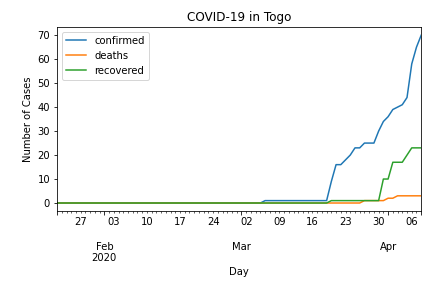 COVID-19 in Togo
confirmed
deaths
recovered
Number of Cases
70
60
50
40
30
20
10
0
27 03 10 17 24 02 09 16 23 30 06
Feb Mar Apr
2020
Day